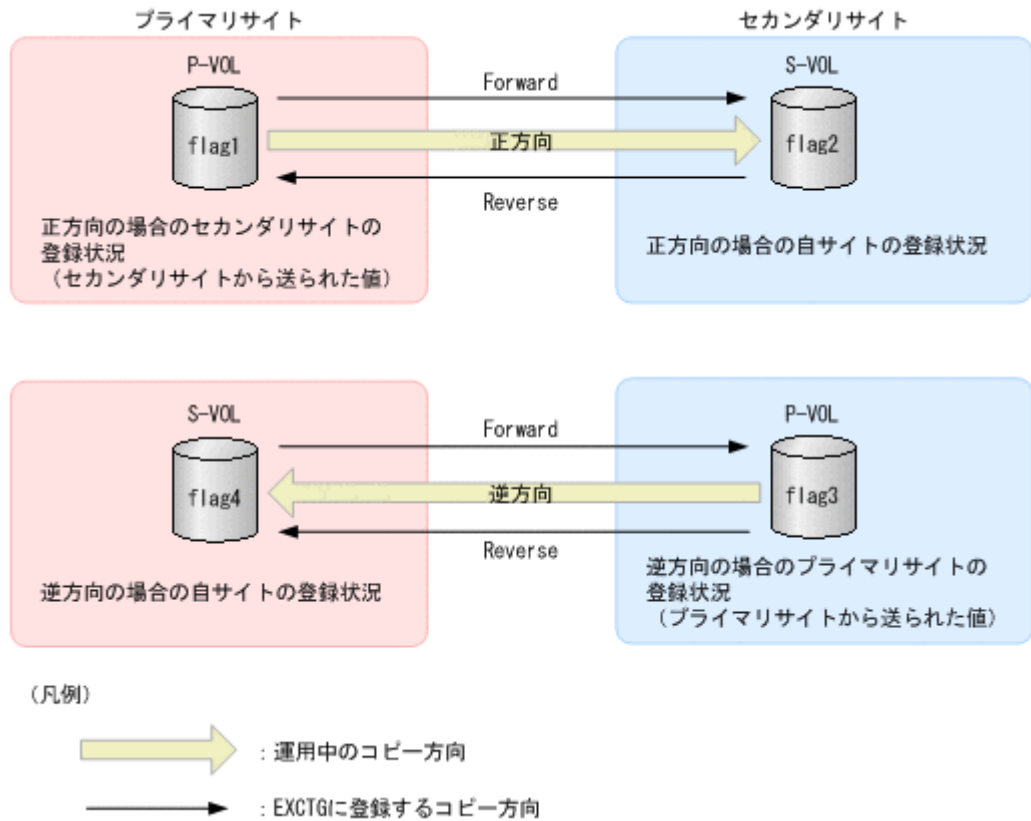 プライマリサイト
セカンダリサイト
P-VOL
Forward
S-VOL
flag1
正方向
flag2
Reverse
正方向の場合のセカンダリサイトの
登録状況
（セカンダリサイトから送られた値）
正方向の場合の自サイトの登録状況
S-VOL
Forward
P-VOL
flag4
逆方向
flag3
Reverse
逆方向の場合の自サイトの登録状況
逆方向の場合のプライマリサイトの
登録状況
（プライマリサイトから送られた値）
（凡例）
：運用中のコピー方向
：EXCTGに登録するコピー方向